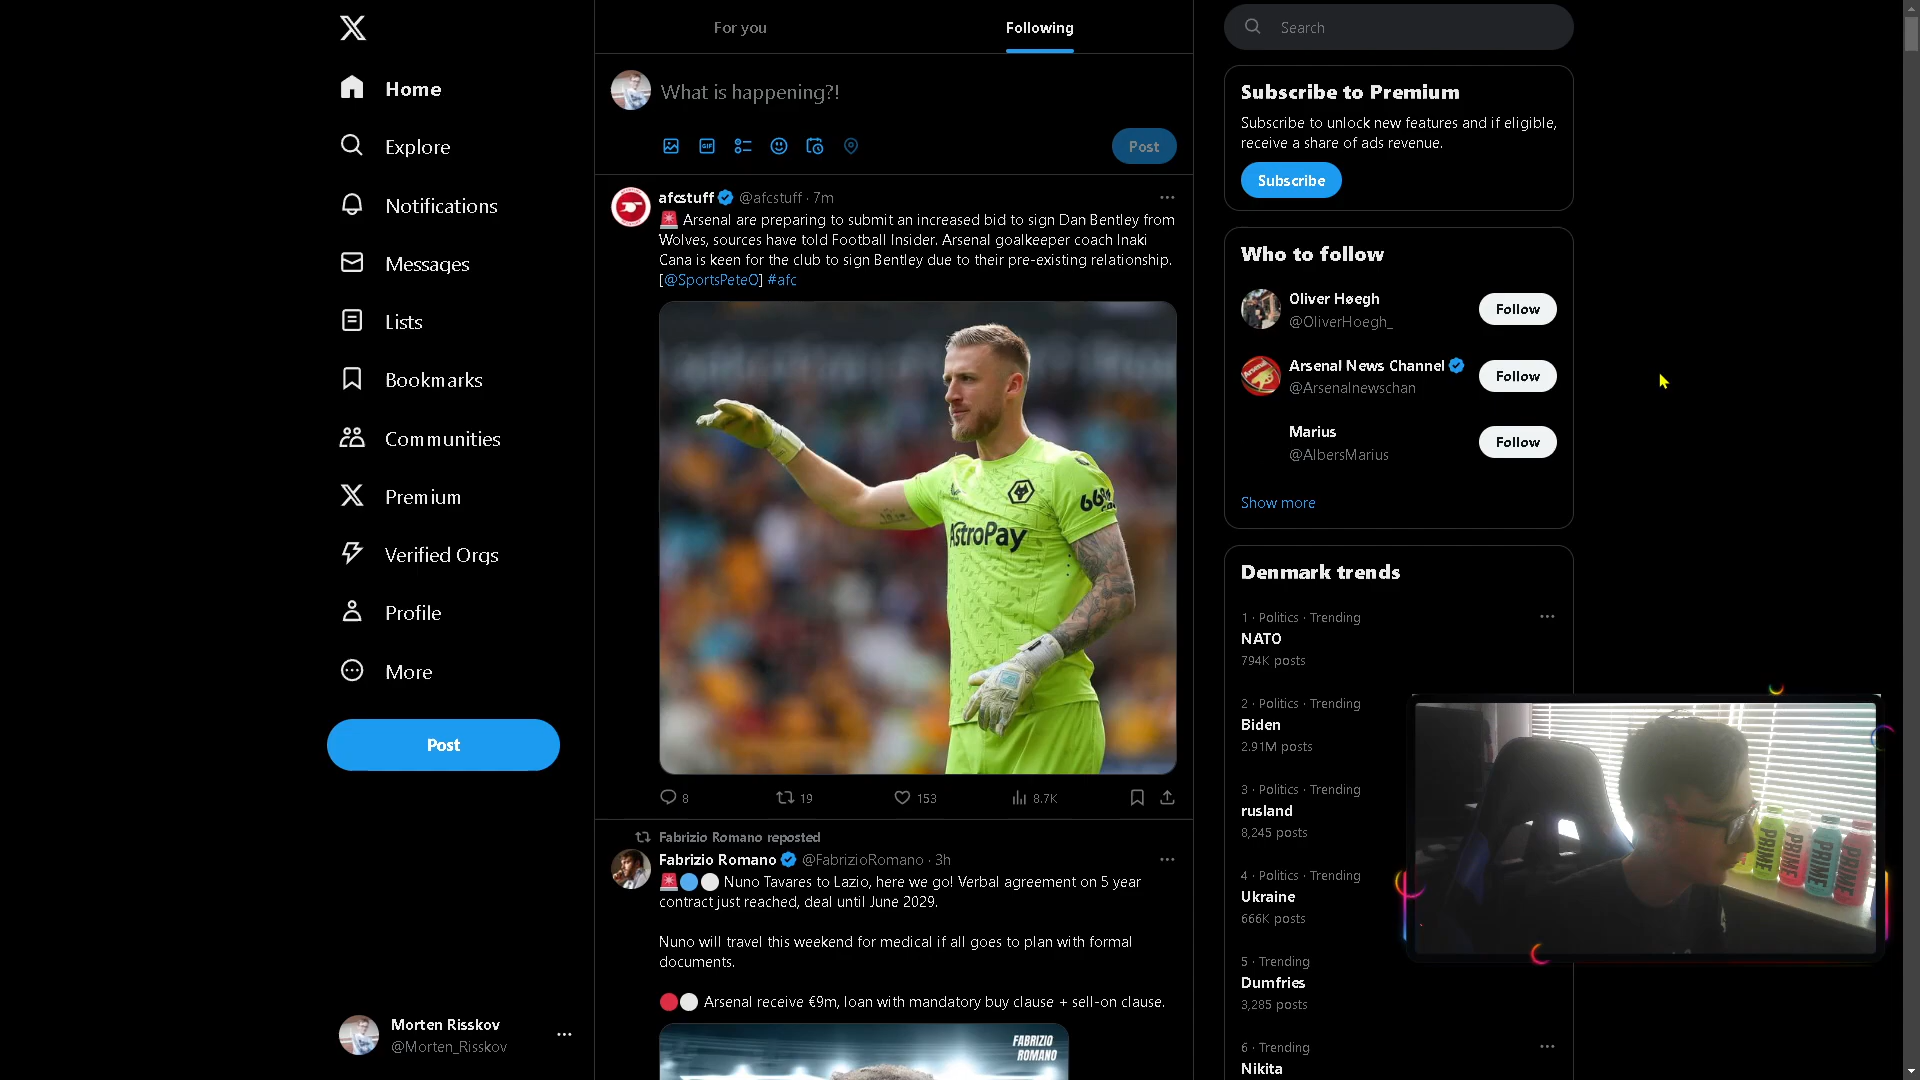 For you
Following
Search
Home
Explore
Notifications
Messages
Lists
Bookmarks
Communities
Premium
Verified Orgs
Profile
More
Post
Morten Risskov
@Morten_Risskov
What is happening?!
GIF
Post
afcstuff @afcstuff · 7m
Arsenal are preparing to submit an increased bid to sign Dan Bentley from
Wolves, sources have told Football Insider. Arsenal goalkeeper coach Inaki
Cana is keen for the club to sign Bentley due to their pre-existing relationship.
[@SportsPeteO] #afc
AstroPay
8
19
153
8.7K
Fabrizio Romano reposted
Fabrizio Romano @FabrizioRomano · 3h
Nuno Tavares to Lazio, here we go! Verbal agreement on 5 year
contract just reached, deal until June 2029.
Nuno will travel this weekend for medical if all goes to plan with formal
documents.
Arsenal receive €9m, loan with mandatory buy clause + sell-on clause.
FABRIZIO
ROMANO
Subscribe to Premium
Subscribe to unlock new features and if eligible,
receive a share of ads revenue.
Subscribe
Who to follow
Oliver Høegh
@OliverHoegh_
Follow
Arsenal News Channel
@Arsenalnewschan
Follow
Marius
@AlbersMarius
Follow
Show more
Denmark trends
1 · Politics · Trending
NATO
794K posts
2 · Politics · Trending
Biden
2.91M posts
3 · Politics · Trending
rusland
8,245 posts
4 · Politics · Trending
Ukraine
666K posts
5 · Trending
Dumfries
3,285 posts
6 · Trending
Nikita
PRIME
PRIME
PRIME
PRIME